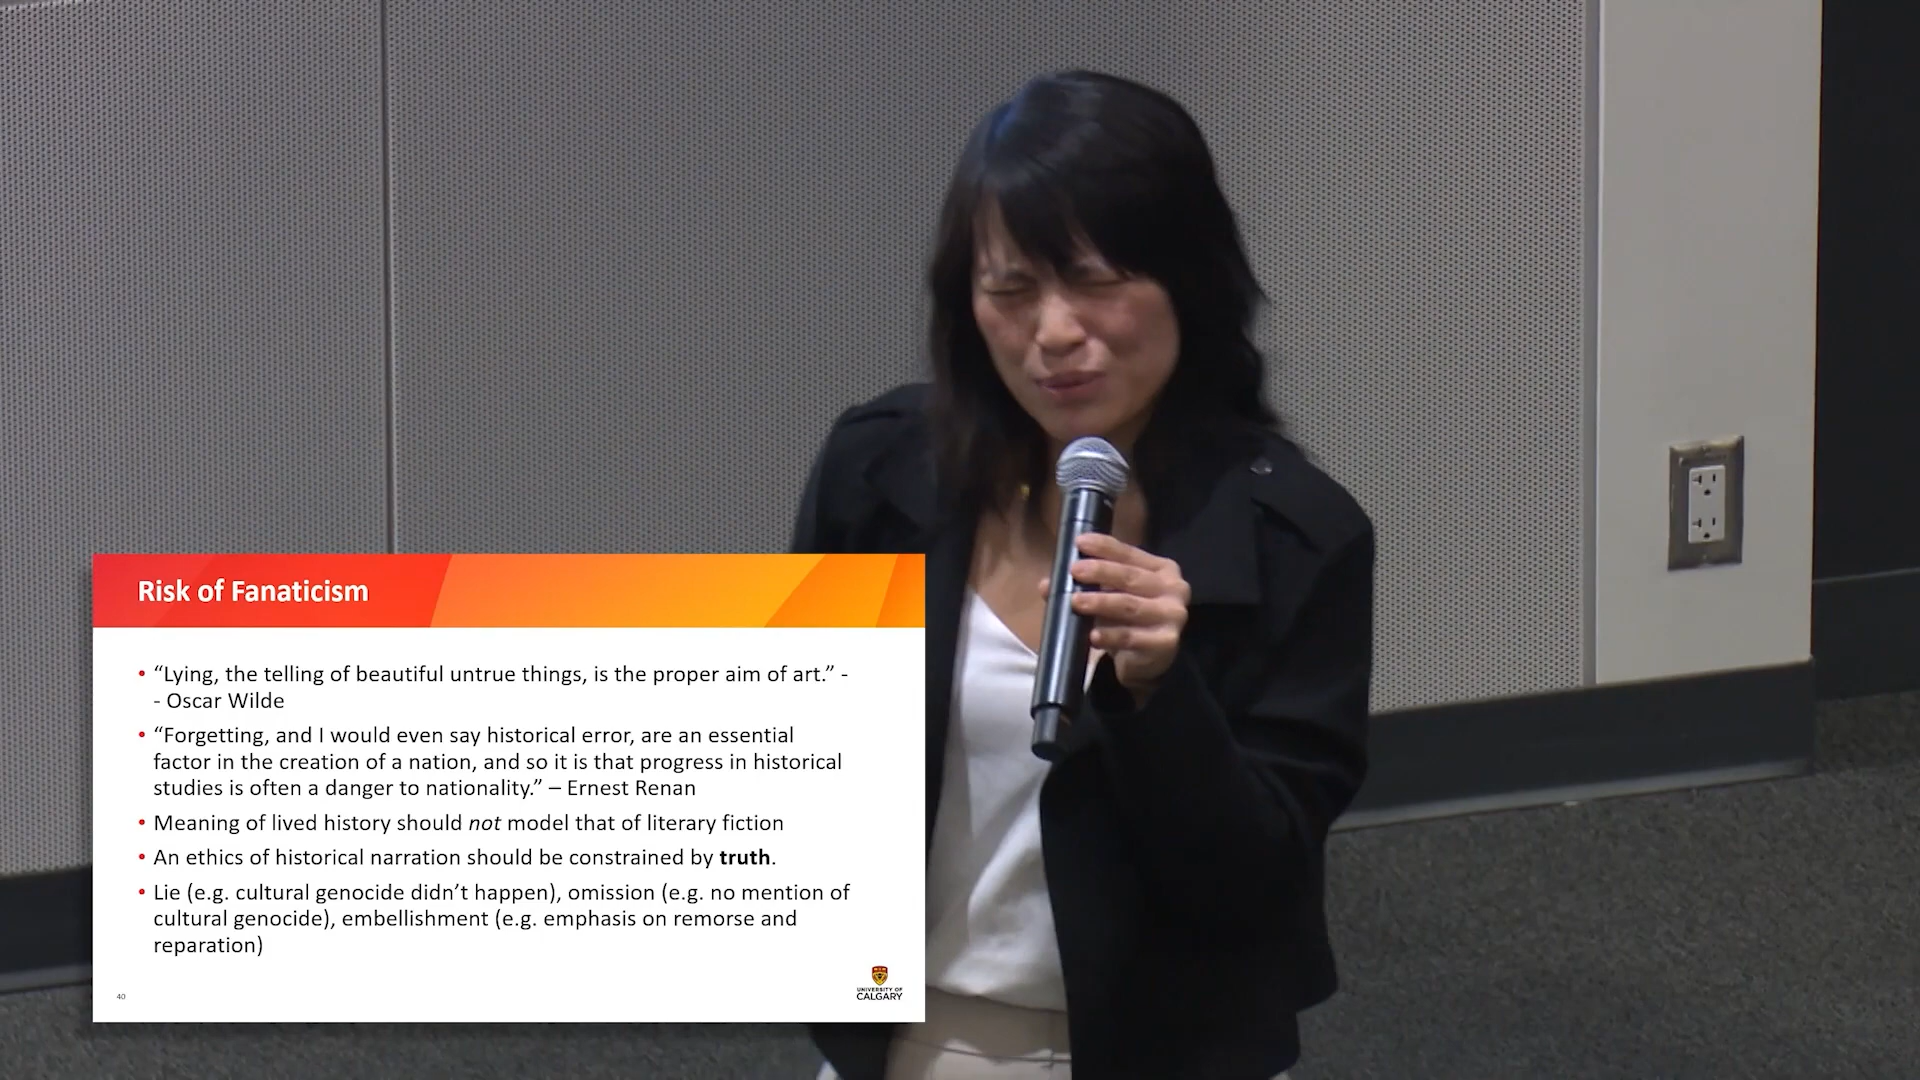 Risk of Fanaticism
• “Lying, the telling of beautiful untrue things, is the proper aim of art.” -
- Oscar Wilde
• “Forgetting, and I would even say historical error, are an essential
factor in the creation of a nation, and so it is that progress in historical
studies is often a danger to nationality.” – Ernest Renan
• Meaning of lived history should not model that of literary fiction
• An ethics of historical narration should be constrained by truth.
• Lie (e.g. cultural genocide didn’t happen), omission (e.g. no mention of
cultural genocide), embellishment (e.g. emphasis on remorse and
reparation)
40
UNIVERSITY OF
CALGARY